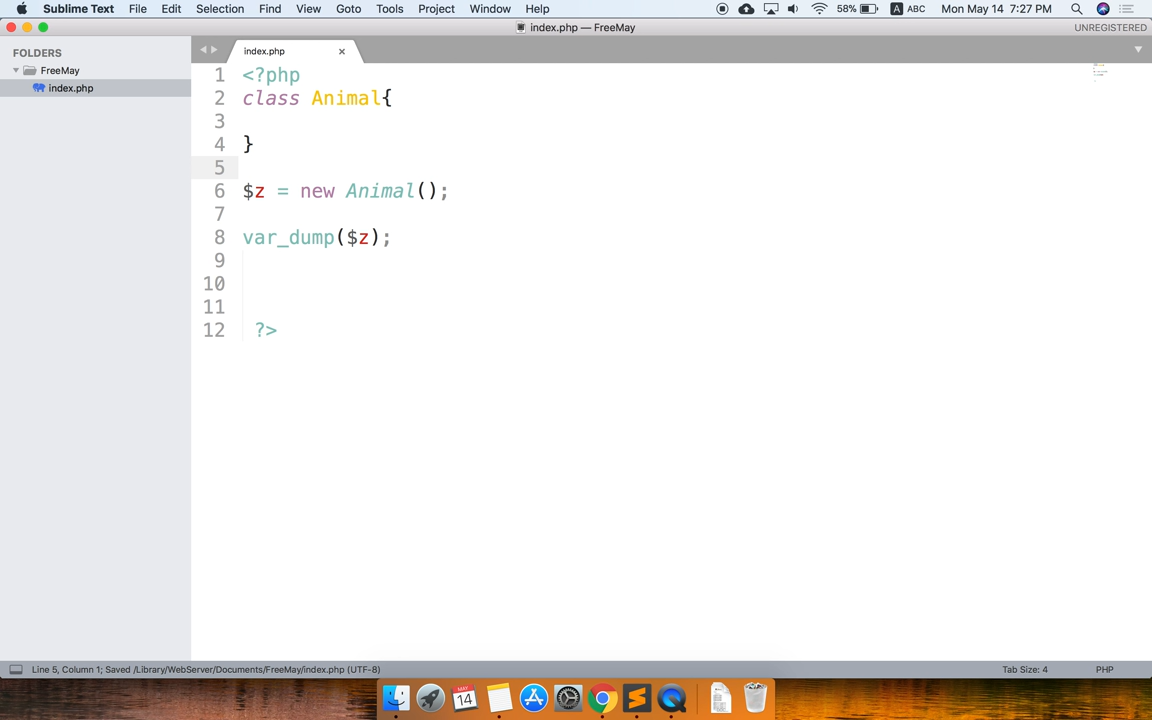 Sublime Text File Edit Selection Find View Goto Tools Project Window Help 58% A ABC Mon May 14 7:27 PM
index.php — FreeMay UNREGISTERED
FOLDERS
FreeMay
index.php
index.php ×
1 <?php
2 class Animal{
3
4 }
5
6 $z = new Animal();
7
8 var_dump($z);
9
10
11
12 ?>
Line 5, Column 1; Saved /Library/WebServer/Documents/FreeMay/index.php (UTF-8) Tab Size: 4 PHP
MAY
14